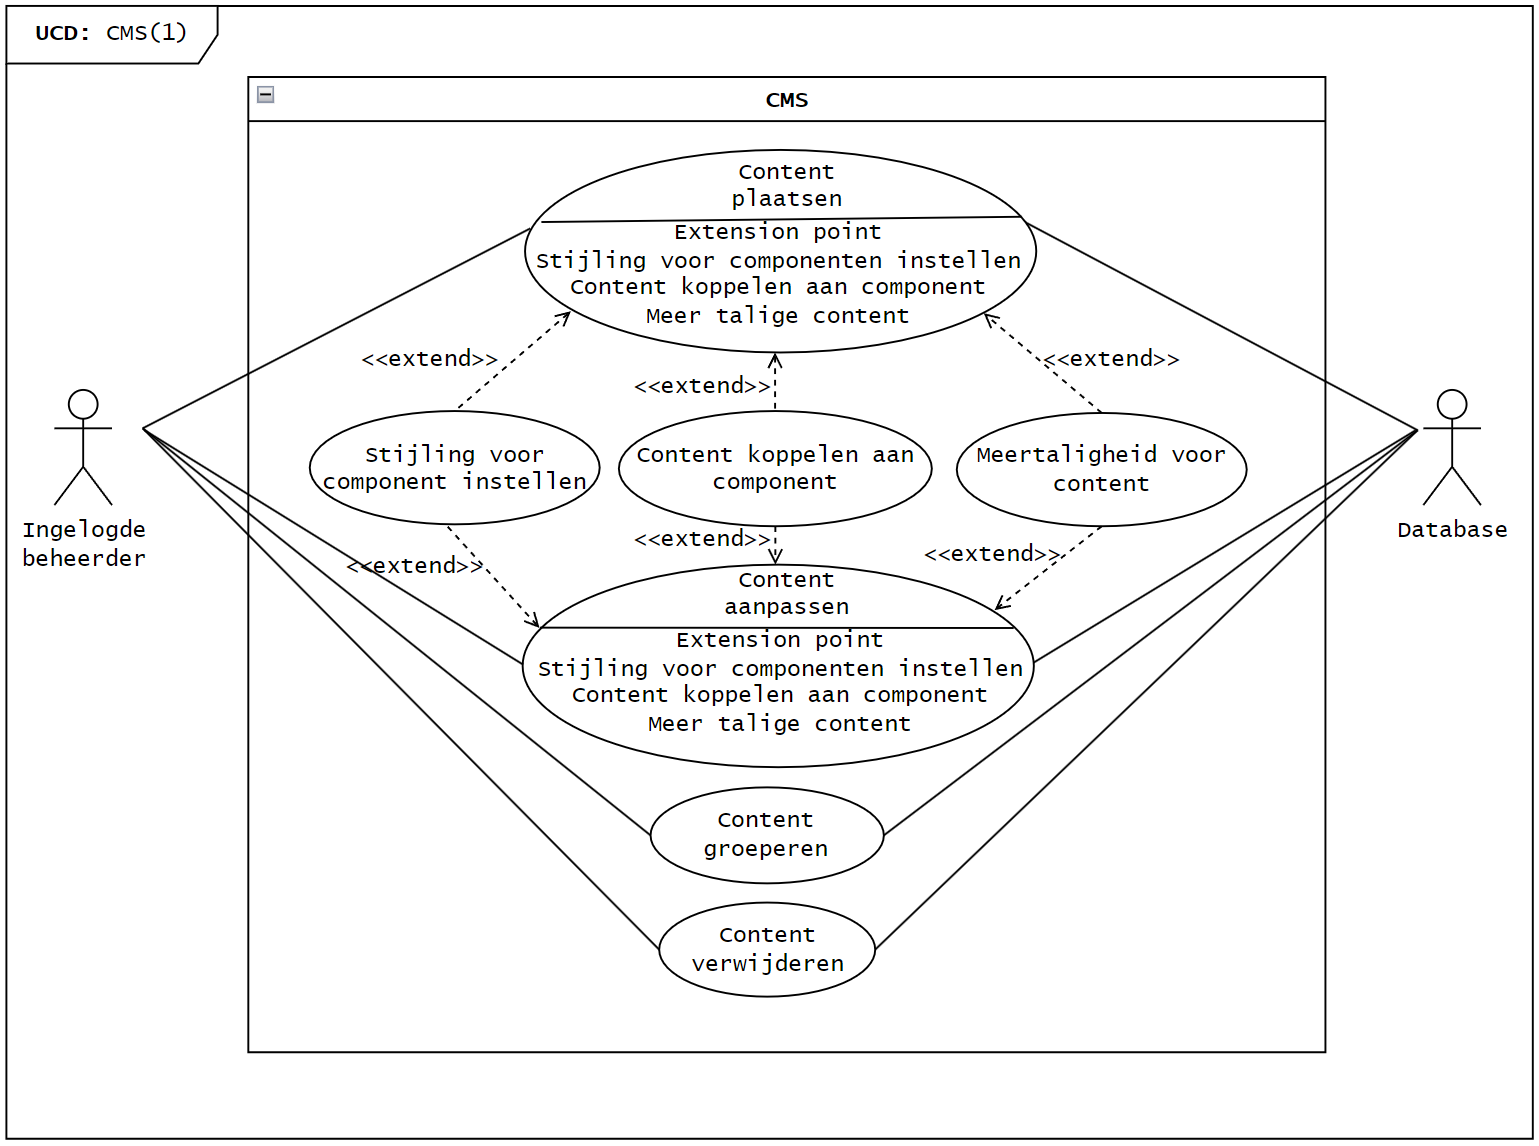 UCD: CMS(1)
CMS
Content
plaatsen
Extension point
Stijling voor componenten instellen
Content koppelen aan component
Meer talige content
<<extend>>
<<extend>>
<<extend>>
Stijling voor
component instellen
Content koppelen aan
component
Meertaligheid voor
content
Ingelogde
beheerder
Database
<<extend>>
<<extend>>
<<extend>>
Content
aanpassen
Extension point
Stijling voor componenten instellen
Content koppelen aan component
Meer talige content
Content
groeperen
Content
verwijderen